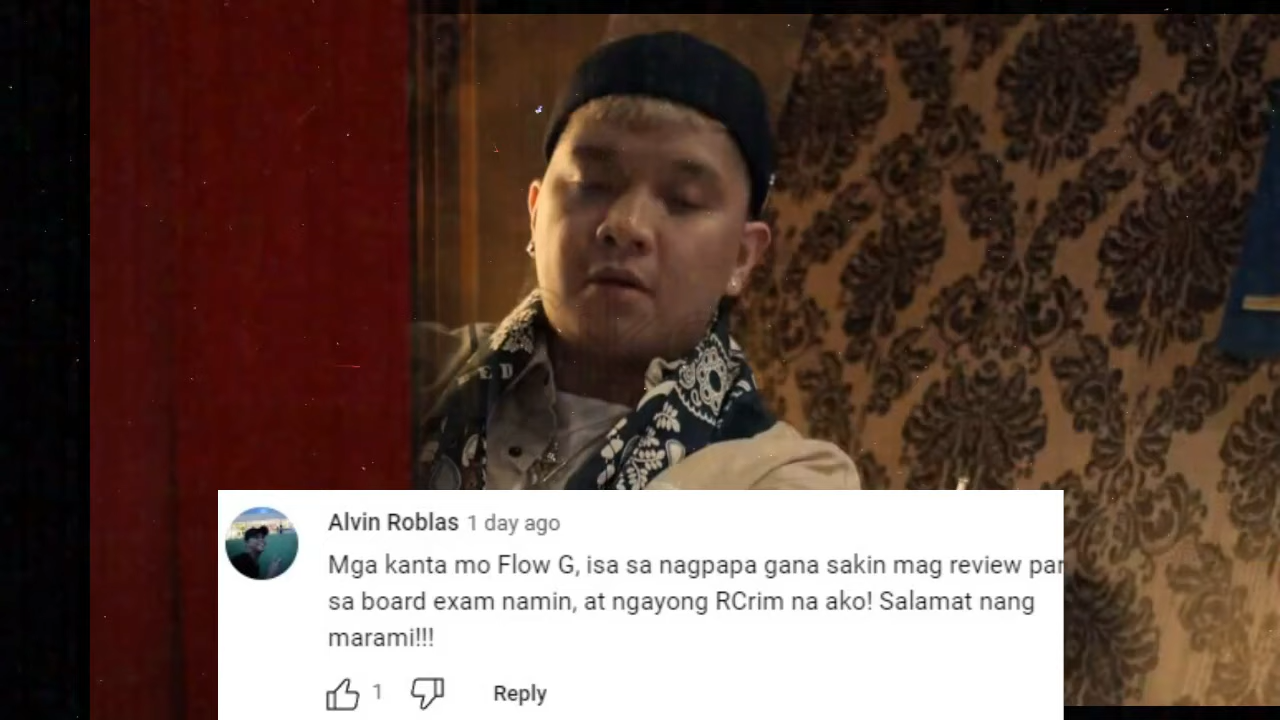 Alvin Roblas 1 day ago
Mga kanta mo Flow G, isa sa nagpapa gana sakin mag review par
sa board exam namin, at ngayong RCrim na ako! Salamat nang
marami!!!
1 Reply